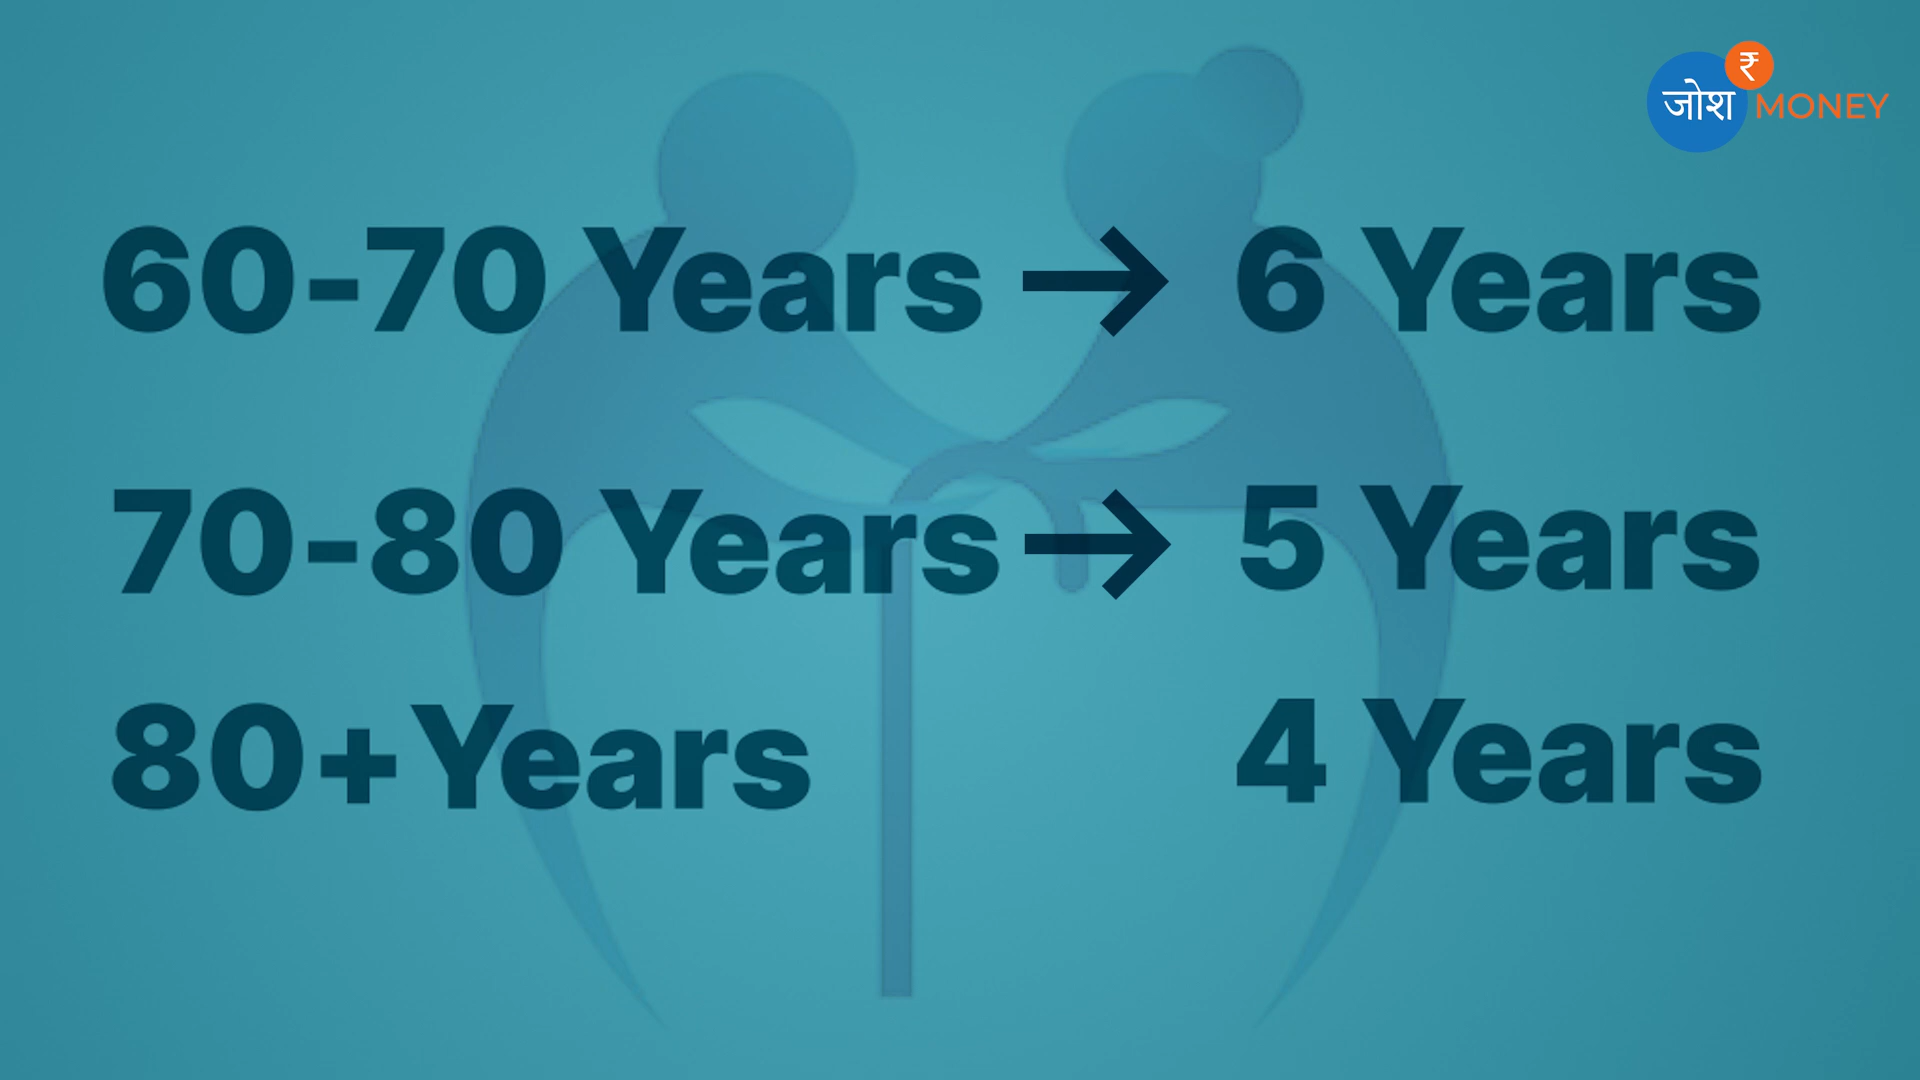 ₹
जोश MONEY
60-70 Years → 6 Years
70-80 Years → 5 Years
80+Years 4 Years